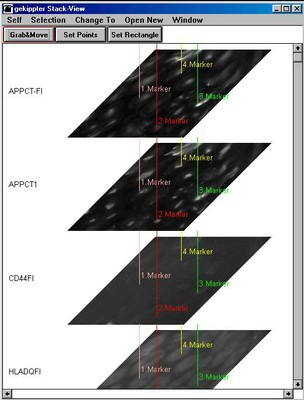 gekippter Stack-View
Self Selection Change To Open New Window
Grab&Move Set Points Set Rectangle
APPCT-FI
4.Marker
1.Marker
3.Marker
2.Marker
APPCT1
4.Marker
1.Marker
3.Marker
2.Marker
CD44FI
4.Marker
1.Marker
3.Marker
2.Marker
HLADQFI
4.Marker
1.Marker
3.Marker